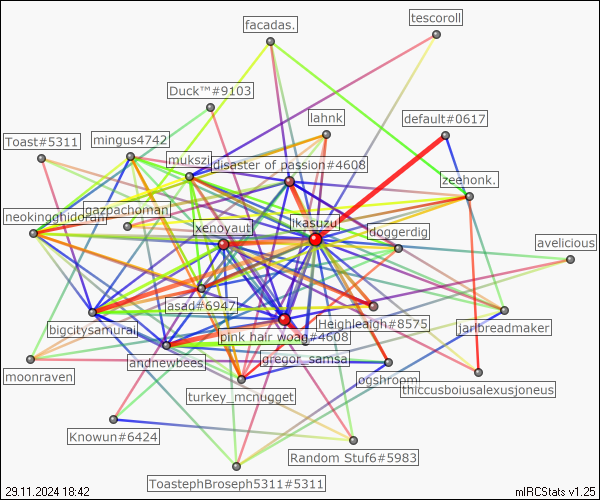 tescoroll
facadas.
Duck™#9103
lahnk
default#0617
Toast#5311
mingus4742
mukszi
disaster of passion#4608
zeehonk.
neokingghidorah
gazpachoman
xenoyaut
ikasuzu
doggerdig
avelicious
asad#6947
bigcitysamurai
Heighleigh#8575
jarlbreadmaker
pink hair woag#4608
andnewbees
gregor_samsa
moonraven
ogshroom
turkey_mcnugget
thiccusboiusalexusjoneus
Knowun#6424
Random Stuf6#5983
ToastephBroseph5311#5311
29.11.2024 18:42
mIRCStats v1.25